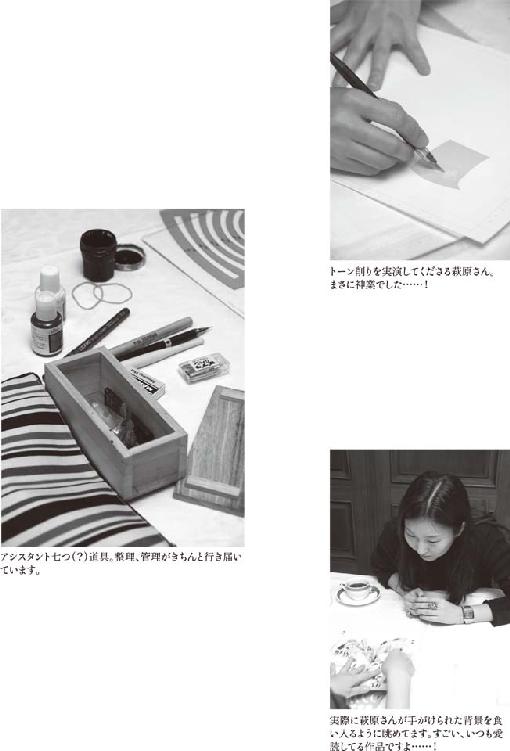 トーン削りを実演してくださる萩原さん。
まさに神業でした……！
アシスタント七つ（？）道具。整理、管理がきちんと行き届い
ています。
実際に萩原さんが手がけられた背景を食
い入るように眺めてます。すごい、いつも愛
読してる作品ですよ……！